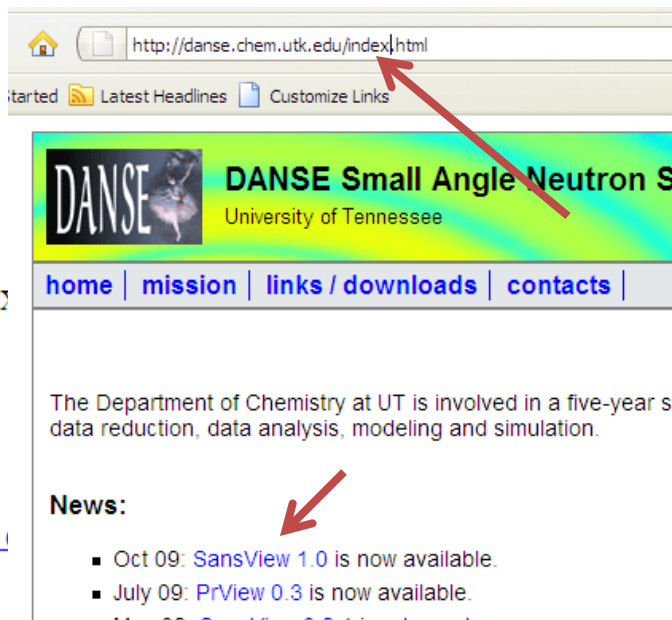 http://danse.chem.utk.edu/index.html
tarted Latest Headlines Customize Links
DANSE
DANSE Small Angle Neutron S
University of Tennessee
home | mission | links / downloads | contacts |
The Department of Chemistry at UT is involved in a five-year s
data reduction, data analysis, modeling and simulation.
News:
▪ Oct 09: SansView 1.0 is now available.
▪ July 09: PrView 0.3 is now available.